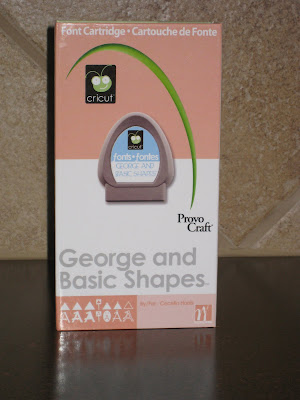 Font Cartridge • Cartouche de Fonte
cricut
cricut
fonts•fontes
GEORGE AND
BASIC SHAPES
Provo
Craft
George and
Basic Shapes